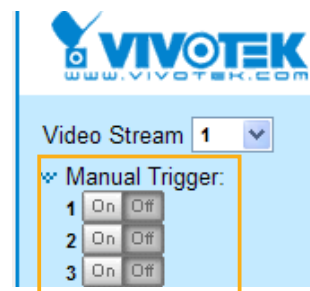 VIVOTEK
www.vivotek.com
Video Stream 1
Manual Trigger:
1 On Off
2 On Off
3 On Off